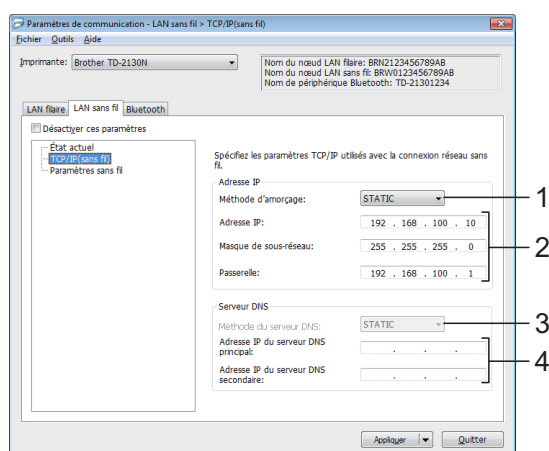 Paramètres de communication - LAN sans fil > TCP/IP(sans fil)
Fichier Outils Aide
Imprimante: Brother TD-2130N
Nom du nœud LAN filaire: BRN2123456789AB
Nom du nœud LAN sans fil: BRW0123456789AB
Nom de périphérique Bluetooth: TD-21301234
LAN filaire LAN sans fil Bluetooth
Désactiver ces paramètres
État actuel
TCP/IP(sans fil)
Paramètres sans fil
Spécifiez les paramètres TCP/IP utilisés avec la connexion réseau sans
fil.
Adresse IP
Méthode d'amorçage: STATIC 1
Adresse IP: 192 . 168 . 100 . 10
2
Masque de sous-réseau: 255 . 255 . 255 . 0
Passerelle: 192 . 168 . 100 . 1
Serveur DNS
Méthode du serveur DNS: STATIC 3
Adresse IP du serveur DNS
principal: . . .
4
Adresse IP du serveur DNS
secondaire: . . .
Appliquer Quitter